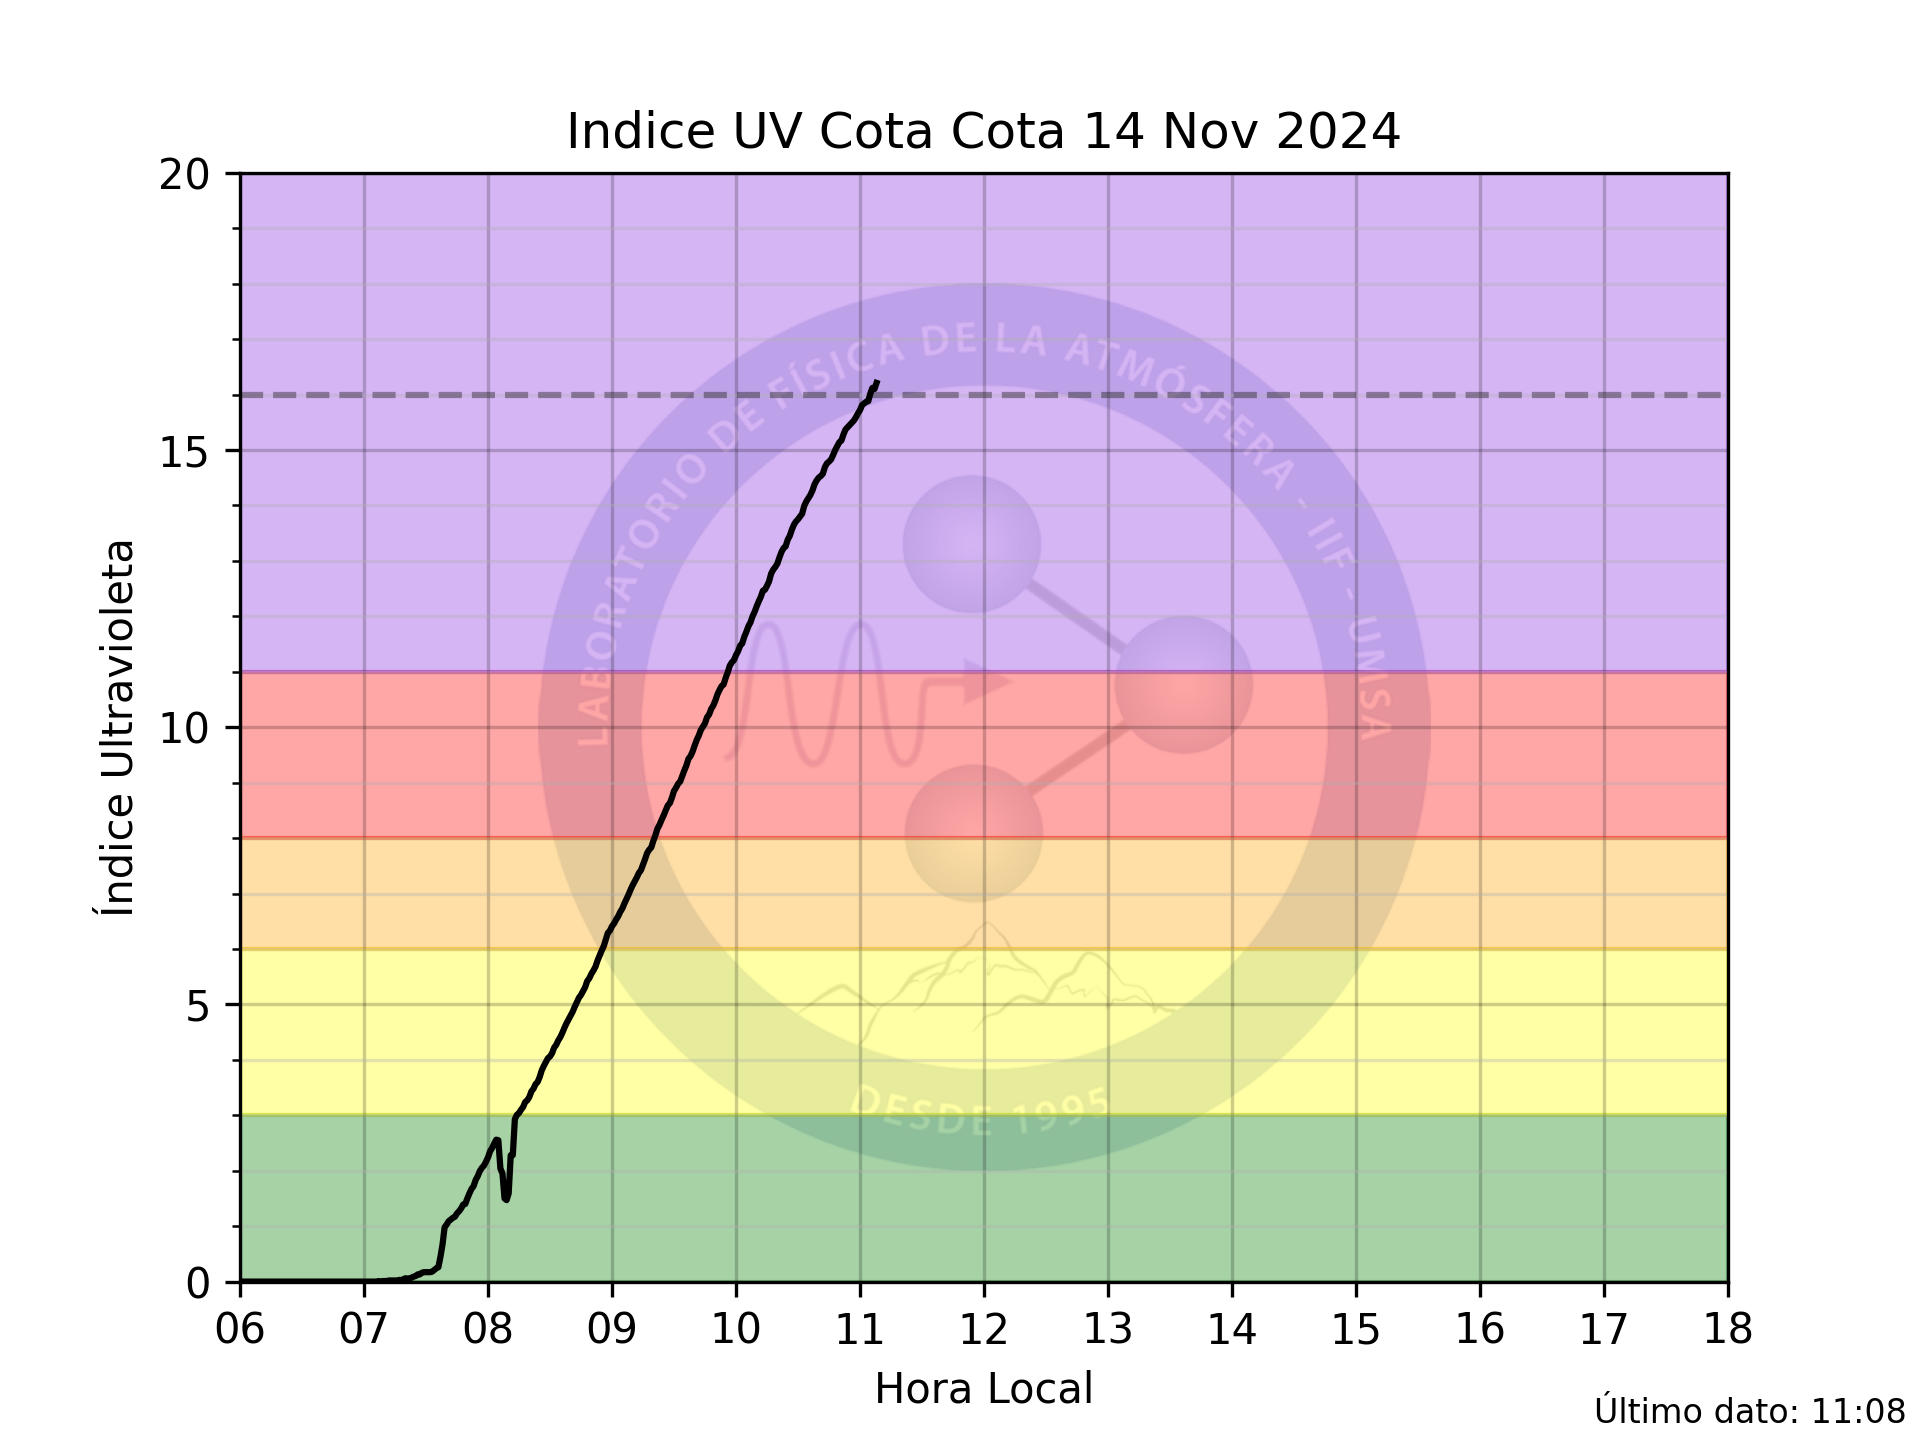 Indice UV Cota Cota 14 Nov 2024
20
15
10
5
0
Índice Ultravioleta
LABORATORIO DE FÍSICA DE LA ATMÓSFERA - IIF - UMSA
DESDE 1995
06 07 08 09 10 11 12 13 14 15 16 17 18
Hora Local
Último dato: 11:08